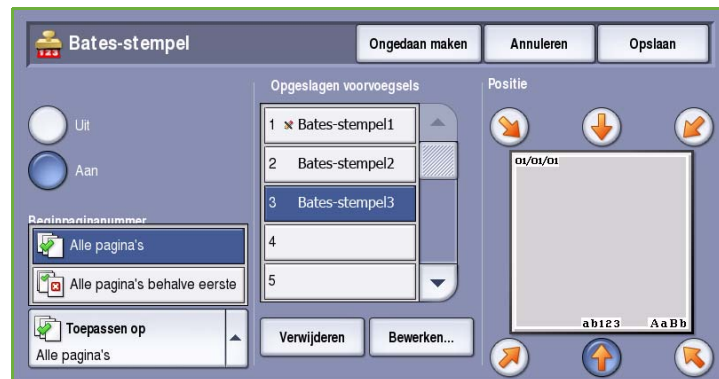 Bates-stempel
Ongedaan maken
Annuleren
Opslaan
Uit
Aan
Beginpaginanummer
Alle pagina's
Alle pagina's behalve eerste
Toepassen op
Alle pagina's
Opgeslagen voorvoegsels
1 Bates-stempel1
2 Bates-stempel2
3 Bates-stempel3
4
5
Verwijderen
Bewerken...
Positie
01/01/01
ab123 AaBb